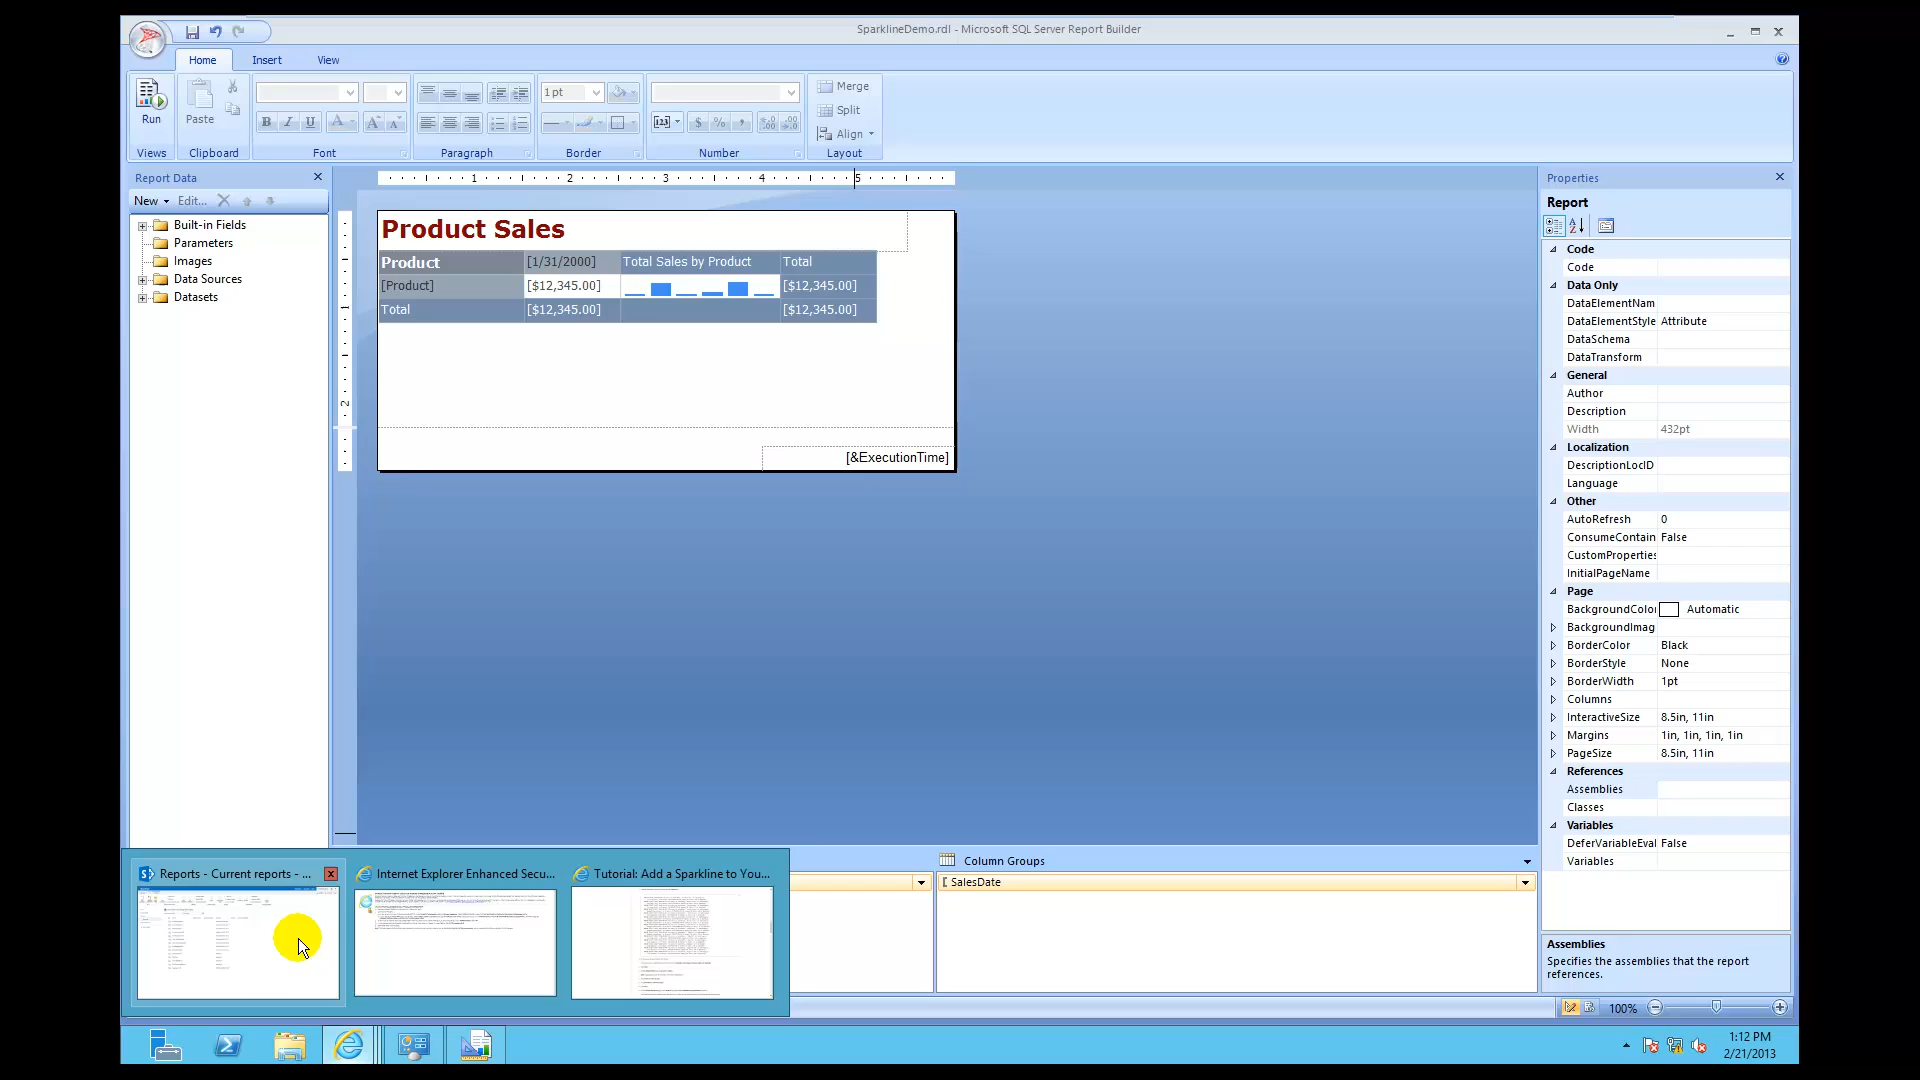 SparklineDemo.rdl - Microsoft SQL Server Report Builder
Home Insert View
1pt
Merge
Split
Align
Run Paste
B I U
$ % ,
Views Clipboard Font Paragraph Border Number Layout
Report Data
New Edit...
Built-in Fields
Parameters
Images
Data Sources
Datasets
1 2 3 4 5
2
Product Sales
Product [1/31/2000] Total Sales by Product Total
[Product] [$12,345.00] [$12,345.00]
Total [$12,345.00] [$12,345.00]
[&ExecutionTime]
Properties
Report
Code
Code
Data Only
DataElementNam
DataElementStyle Attribute
DataSchema
DataTransform
General
Author
Description
Width 432pt
Localization
DescriptionLocID
Language
Other
AutoRefresh 0
ConsumeContain False
CustomProperties
InitialPageName
Page
BackgroundColor Automatic
BackgroundImag
BorderColor Black
BorderStyle None
BorderWidth 1pt
Columns
InteractiveSize 8.5in, 11in
Margins 1in, 1in, 1in, 1in
PageSize 8.5in, 11in
References
Assemblies
Classes
Variables
DeferVariableEval False
Variables
Assemblies
Specifies the assemblies that the report
references.
Column Groups
SalesDate
Reports - Current reports - ...
Internet Explorer Enhanced Secu...
Tutorial: Add a Sparkline to You...
100%
1:12 PM
2/21/2013